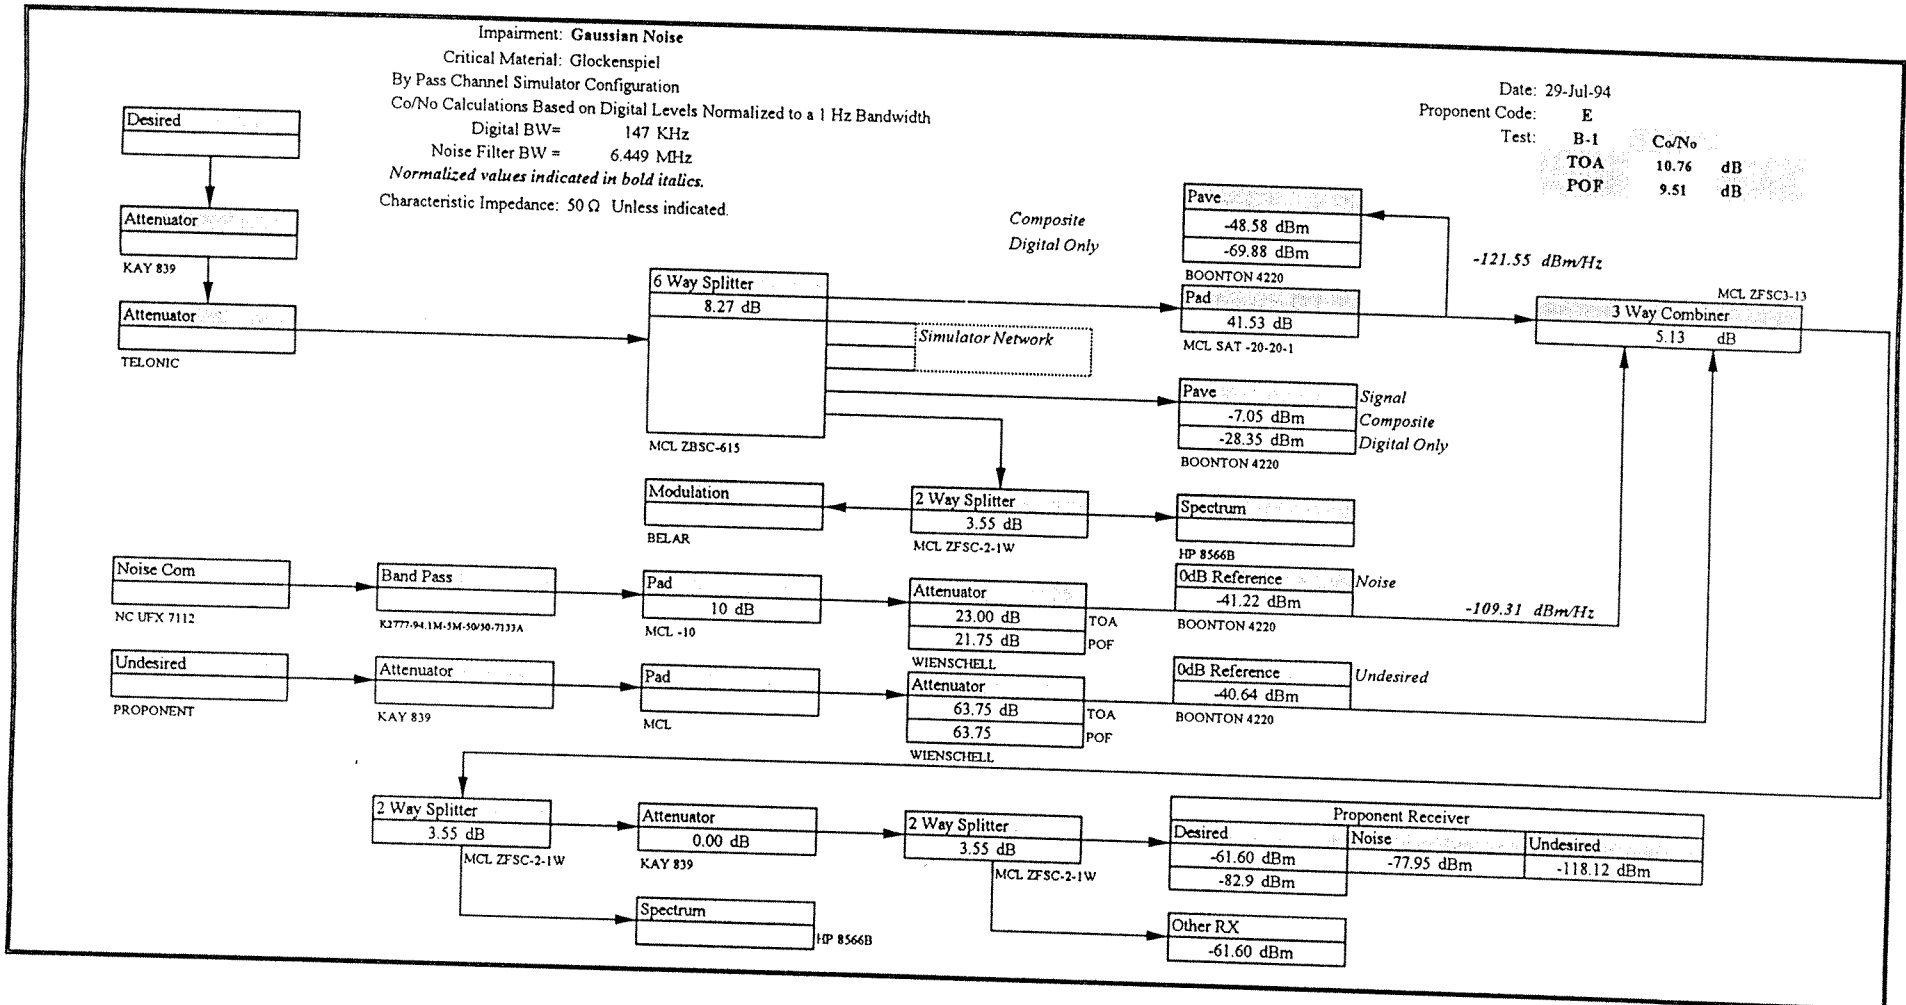 Impairment: Gaussian Noise
Critical Material: Glockenspiel
By Pass Channel Simulator Configuration
Co/No Calculations Based on Digital Levels Normalized to a 1 Hz Bandwidth
Digital BW= 147 KHz
Noise Filter BW = 6.449 MHz
Normalized values indicated in bold italics.
Characteristic Impedance: 50 Ω Unless indicated.
Date: 29-Jul-94
Proponent Code: E
Test: B-1 Co/No
TOA 10.76 dB
POF 9.51 dB
Desired
Attenuator
KAY 839
Attenuator
TELONIC
6 Way Splitter
8.27 dB
MCL ZBSC-615
Simulator Network
Composite
Digital Only
Pave
-48.58 dBm
-69.88 dBm
BOONTON 4220
-121.55 dBm/Hz
Pad
41.53 dB
MCL SAT -20-20-1
MCL ZFSC3-13
3 Way Combiner
5.13 dB
Pave
-7.05 dBm
-28.35 dBm
BOONTON 4220
Signal
Composite
Digital Only
Modulation
BELAR
2 Way Splitter
3.55 dB
MCL ZFSC-2-1W
Spectrum
HP 8566B
Noise Com
NC UFX 7112
Band Pass
K2777-94.1M-5M-50/50-7133A
Pad
10 dB
MCL -10
Attenuator
23.00 dB TOA
21.75 dB POF
WIENSCHELL
0dB Reference
-41.22 dBm
BOONTON 4220
Noise
-109.31 dBm/Hz
Undesired
PROPONENT
Attenuator
KAY 839
Pad
MCL
Attenuator
63.75 dB TOA
63.75 POF
WIENSCHELL
0dB Reference
-40.64 dBm
BOONTON 4220
Undesired
2 Way Splitter
3.55 dB
MCL ZFSC-2-1W
Attenuator
0.00 dB
KAY 839
2 Way Splitter
3.55 dB
MCL ZFSC-2-1W
Proponent Receiver
Desired Noise Undesired
-61.60 dBm -77.95 dBm -118.12 dBm
-82.9 dBm
Spectrum
HP 8566B
Other RX
-61.60 dBm